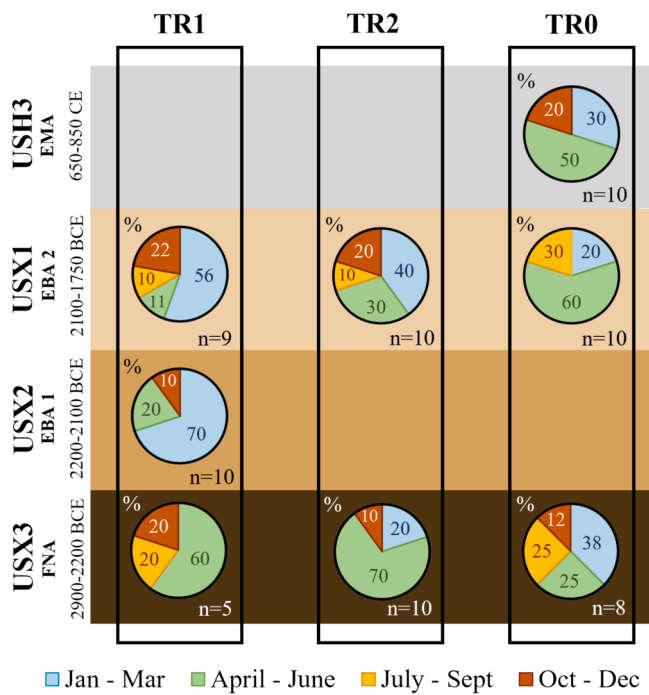 TR1 TR2 TR0
USH3
EMA
650-850 CE
%
20 30
50
n=10
USX1
EBA 2
2100-1750 BCE
%
22
10 56
11
n=9
%
20
10 40
30
n=10
%
30 20
60
n=10
USX2
EBA 1
2200-2100 BCE
%
10
20
70
n=10
USX3
FNA
2900-2200 BCE
%
20
20 60
n=5
%
10 20
70
n=10
%
12
25 38
25
n=8
Jan - Mar April - June July - Sept Oct - Dec